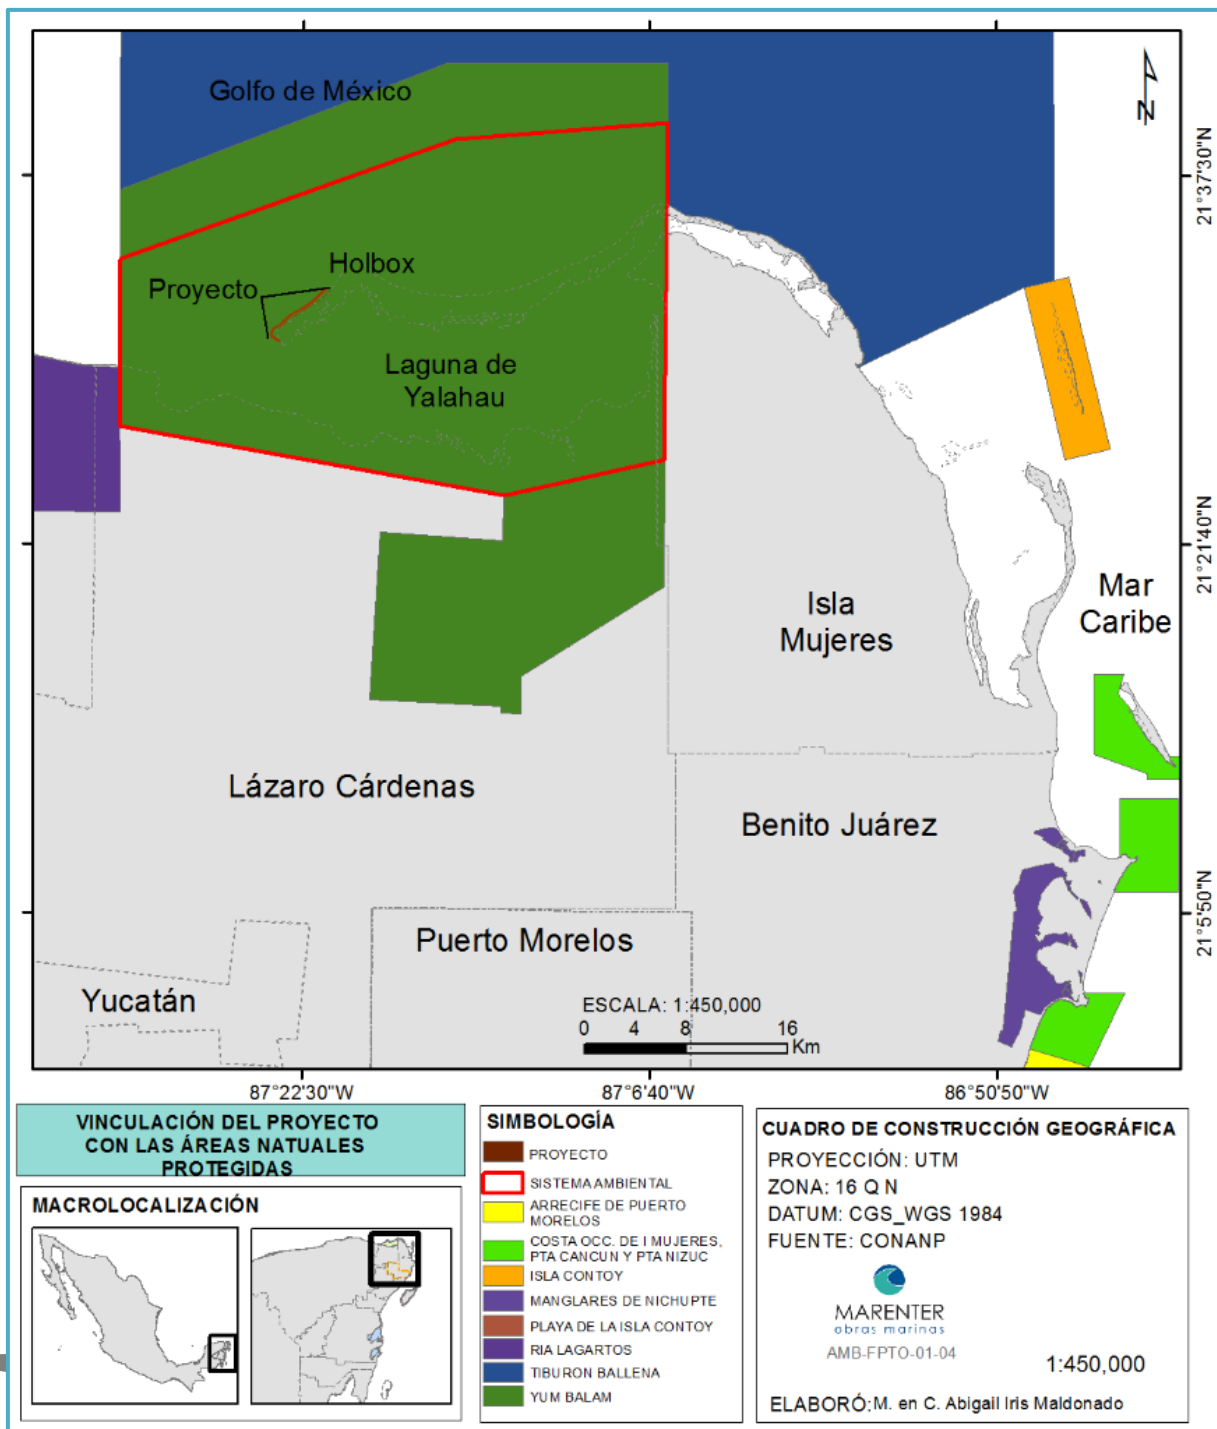 Golfo de México
Holbox
Proyecto
Laguna de
Yalahau
Isla
Mujeres
Mar
Caribe
Lázaro Cárdenas
Benito Juárez
Puerto Morelos
Yucatán
N
21°37'30"N
21°21'40"N
21°5'50"N
ESCALA: 1:450,000
0 4 8 16
Km
87°22'30"W 87°6'40"W 86°50'50"W
VINCULACIÓN DEL PROYECTO
CON LAS ÁREAS NATUALES
PROTEGIDAS
MACROLOCALIZACIÓN
SIMBOLOGÍA
PROYECTO
SISTEMA AMBIENTAL
ARRECIFE DE PUERTO
MORELOS
COSTA OCC. DE I MUJERES,
PTA CANCUN Y PTA NIZUC
ISLA CONTOY
MANGLARES DE NICHUPTE
PLAYA DE LA ISLA CONTOY
RIA LAGARTOS
TIBURON BALLENA
YUM BALAM
CUADRO DE CONSTRUCCIÓN GEOGRÁFICA
PROYECCIÓN: UTM
ZONA: 16 Q N
DATUM: CGS_WGS 1984
FUENTE: CONANP
MARENTER
obras marinas
AMB-FPTO-01-04
1:450,000
ELABORÓ: M. en C. Abigail Iris Maldonado